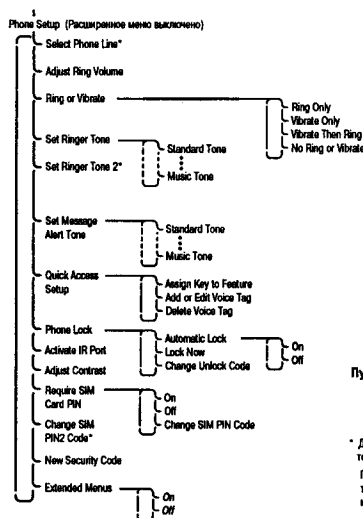 Phone Setup (Расширенное меню выключено)
Select Phone Line*
Adjust Ring Volume
Ring or Vibrate
Ring Only
Vibrate Only
Vibrate Then Ring
No Ring or Vibrate
Set Ringer Tone
Standard Tone
Music Tone
Set Ringer Tone 2*
Set Message
Alert Tone
Standard Tone
Music Tone
Quick Access
Setup
Assign Key to Feature
Add or Edit Voice Tag
Delete Voice Tag
Phone Lock
Automatic Lock
On
Off
Lock Now
Change Unlock Code
Activate IR Port
Adjust Contrast
Require SIM
Card PIN
On
Off
Change SIM PIN Code
Change SIM
PIN2 Code*
New Security Code
Extended Menus
On
Off